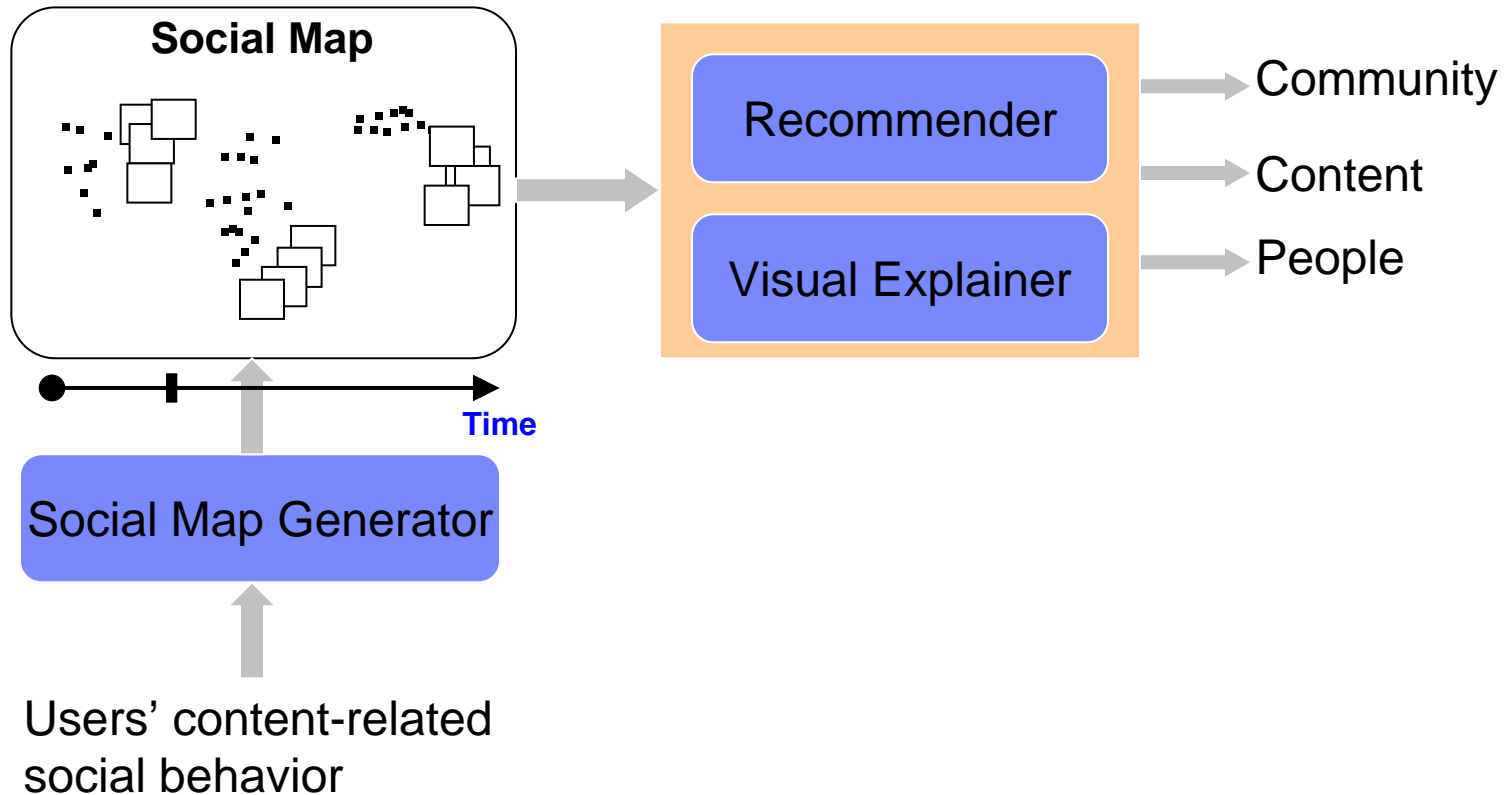 Social Map
Recommender
Visual Explainer
Community
Content
People
Time
Social Map Generator
Users’ content-related
social behavior